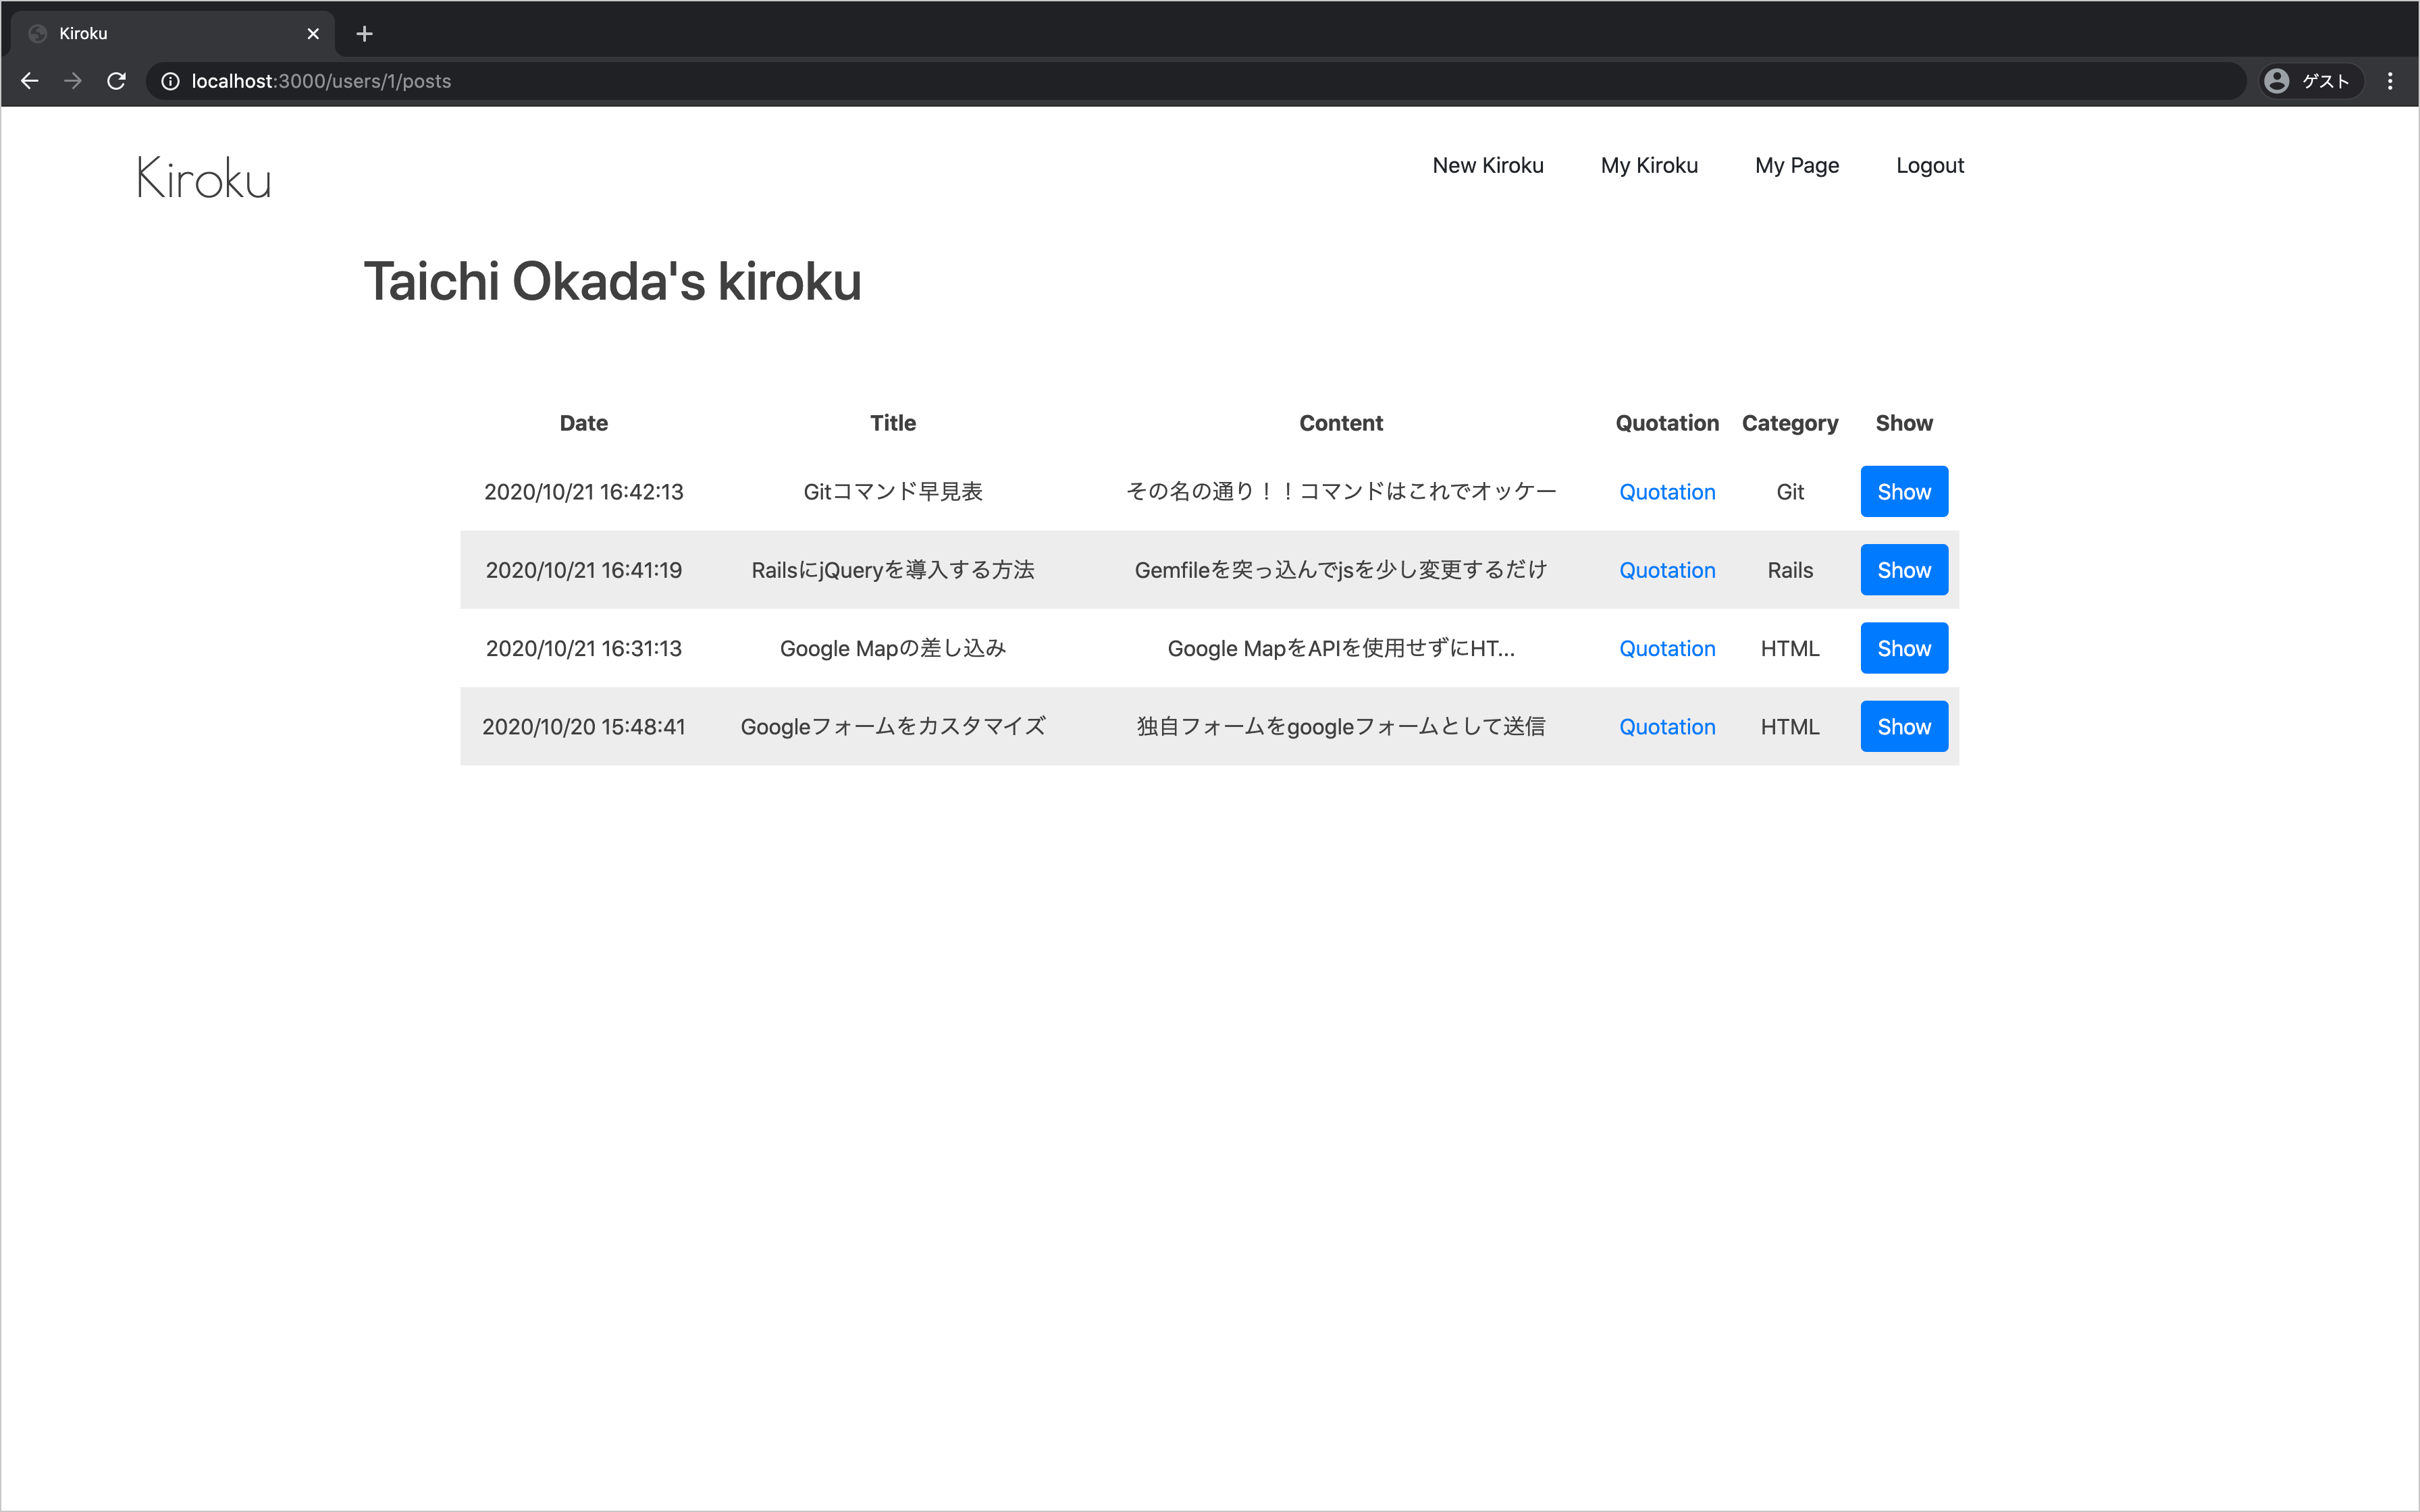 Kiroku
localhost:3000/users/1/posts
ゲスト
Kiroku
New Kiroku My Kiroku My Page Logout
Taichi Okada's kiroku
Date Title Content Quotation Category Show
2020/10/21 16:42:13 Gitコマンド早見表 その名の通り！！コマンドはこれでオッケー Quotation Git Show
2020/10/21 16:41:19 RailsにjQueryを導入する方法 Gemfileを突っ込んでjsを少し変更するだけ Quotation Rails Show
2020/10/21 16:31:13 Google Mapの差し込み Google MapをAPIを使用せずにHT... Quotation HTML Show
2020/10/20 15:48:41 Googleフォームをカスタマイズ 独自フォームをgoogleフォームとして送信 Quotation HTML Show